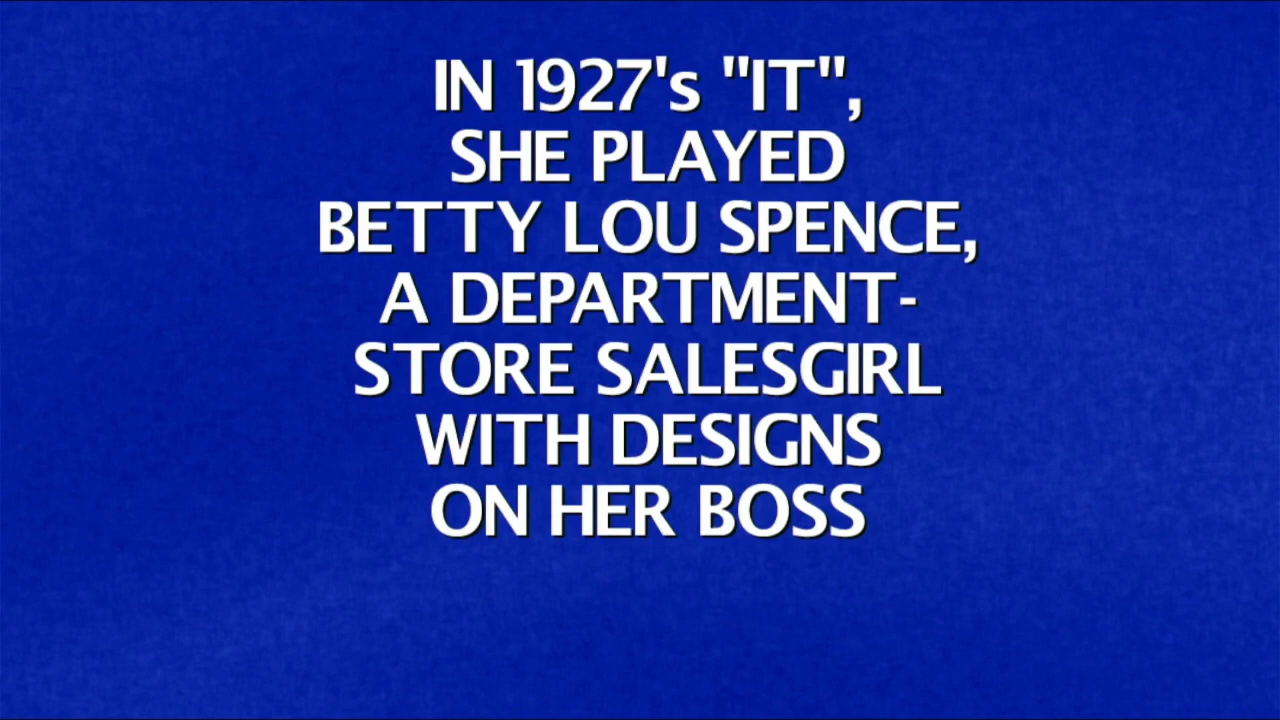 IN 1927's "IT",
SHE PLAYED
BETTY LOU SPENCE,
A DEPARTMENT-
STORE SALESGIRL
WITH DESIGNS
ON HER BOSS